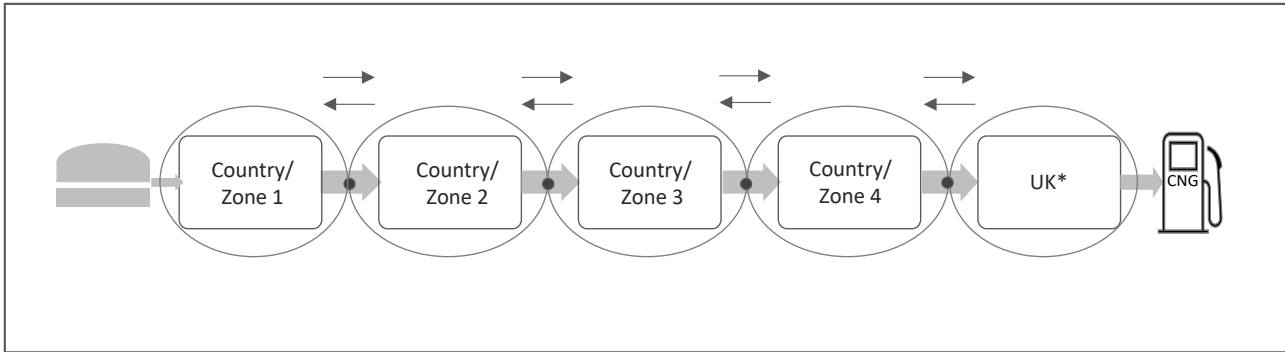 Country/
Zone 1
Country/
Zone 2
Country/
Zone 3
Country/
Zone 4
UK*
CNG